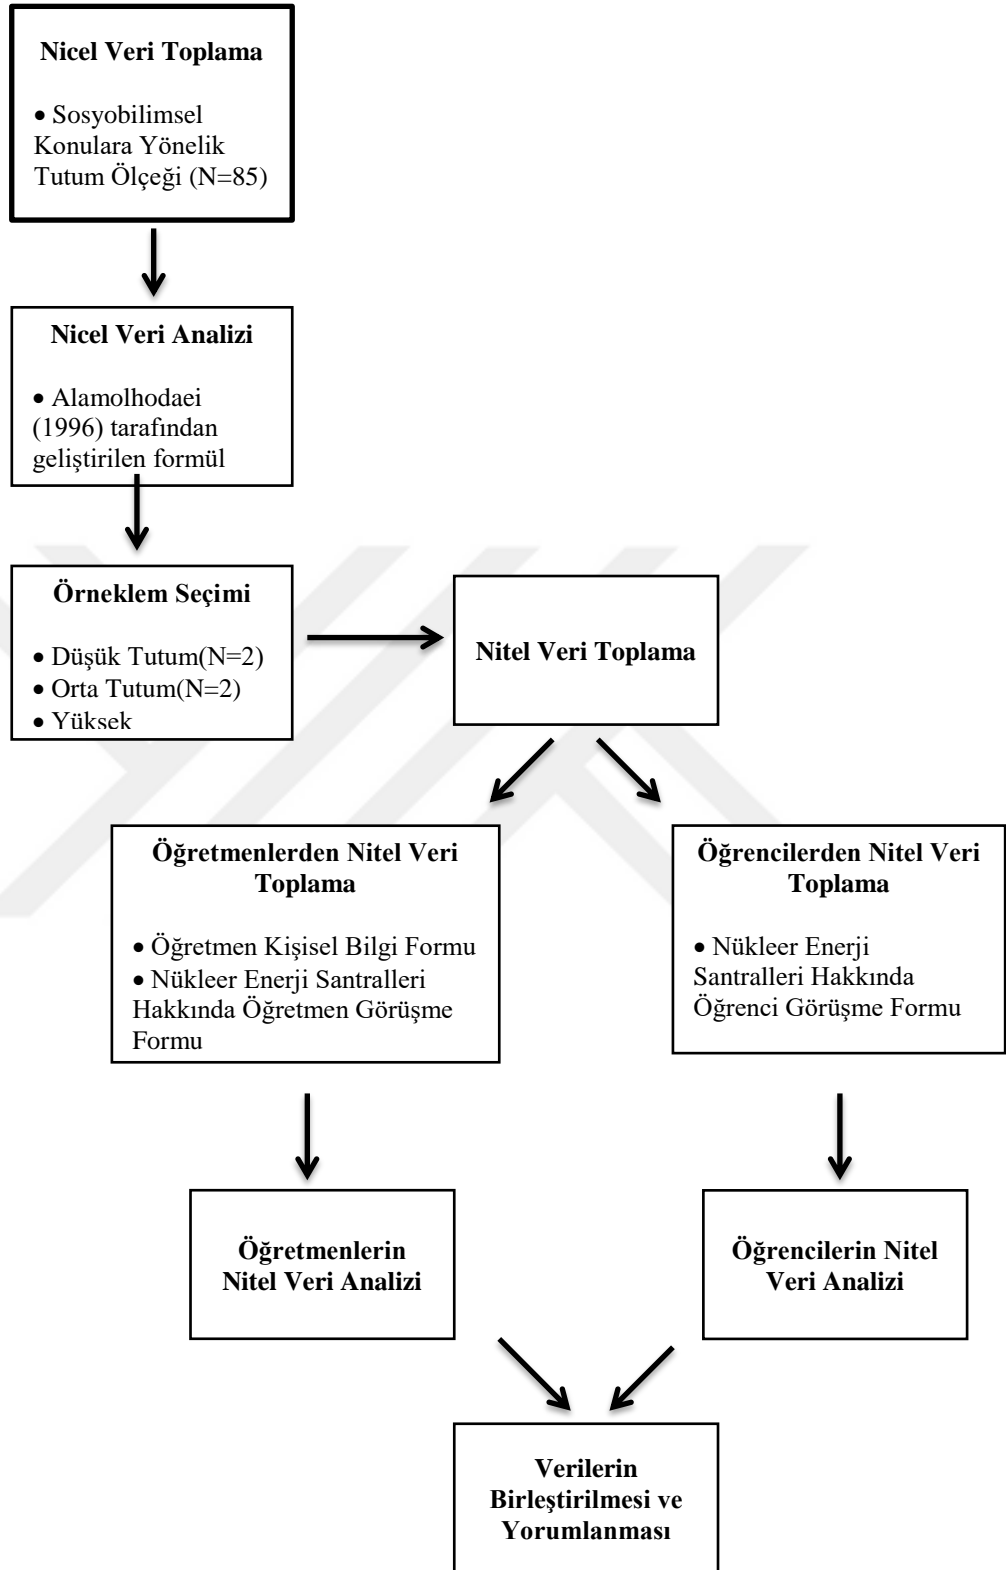 Nicel Veri Toplama
• Sosyobilimsel
Konulara Yönelik
Tutum Ölçeği (N=85)
Nicel Veri Analizi
• Alamolhodaei
(1996) tarafından
geliştirilen formül
Örneklem Seçimi
• Düşük Tutum(N=2)
• Orta Tutum(N=2)
• Yüksek
Nitel Veri Toplama
Öğretmenlerden Nitel Veri
Toplama
• Öğretmen Kişisel Bilgi Formu
• Nükleer Enerji Santralleri
Hakkında Öğretmen Görüşme
Formu
Öğrencilerden Nitel Veri
Toplama
• Nükleer Enerji
Santralleri Hakkında
Öğrenci Görüşme Formu
Öğretmenlerin
Nitel Veri Analizi
Öğrencilerin Nitel
Veri Analizi
Verilerin
Birleştirilmesi ve
Yorumlanması